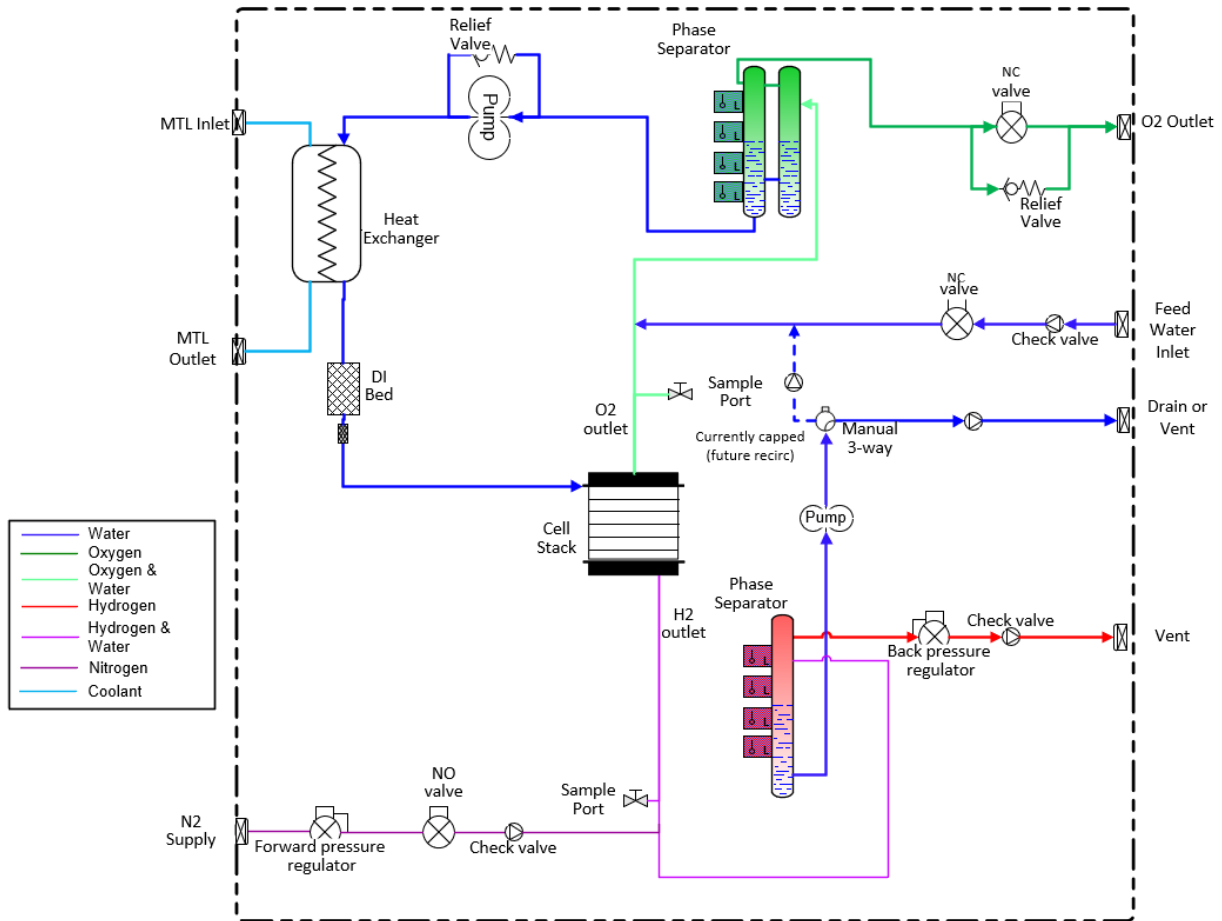 Relief
Valve
Pump
MTL Inlet
Heat
Exchanger
MTL
Outlet
DI
Bed
Phase
Separator
L
L
L
L
NC
valve
O2 Outlet
Relief
Valve
NC
valve
Check valve
Feed
Water
Inlet
Sample
Port
O2
outlet
Currently capped
(future recirc)
Manual
3-way
Drain or
Vent
Cell
Stack
Pump
H2
outlet
Phase
Separator
L
L
L
L
Check valve
Back pressure
regulator
Vent
Water
Oxygen
Oxygen &
Water
Hydrogen
Hydrogen &
Water
Nitrogen
Coolant
N2
Supply
Forward pressure
regulator
NO
valve
Check valve
Sample
Port